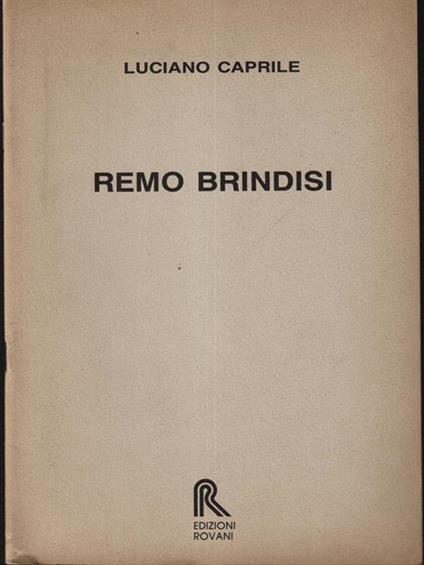 LUCIANO CAPRILE
REMO BRINDISI
R
EDIZIONI
ROVANI